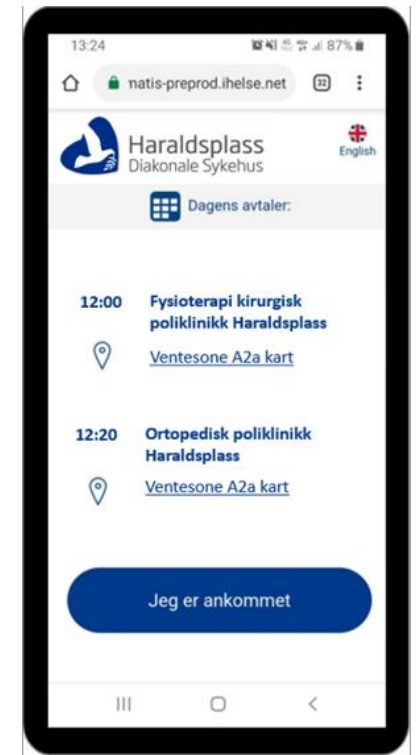 13:24
87%
natis-preprod.ihelse.net
32
Haraldsplass
Diakonale Sykehus
English
Dagens avtaler:
12:00
Fysioterapi kirurgisk
poliklinikk Haraldsplass
Ventesone A2a kart
12:20
Ortopedisk poliklinikk
Haraldsplass
Ventesone A2a kart
Jeg er ankommet